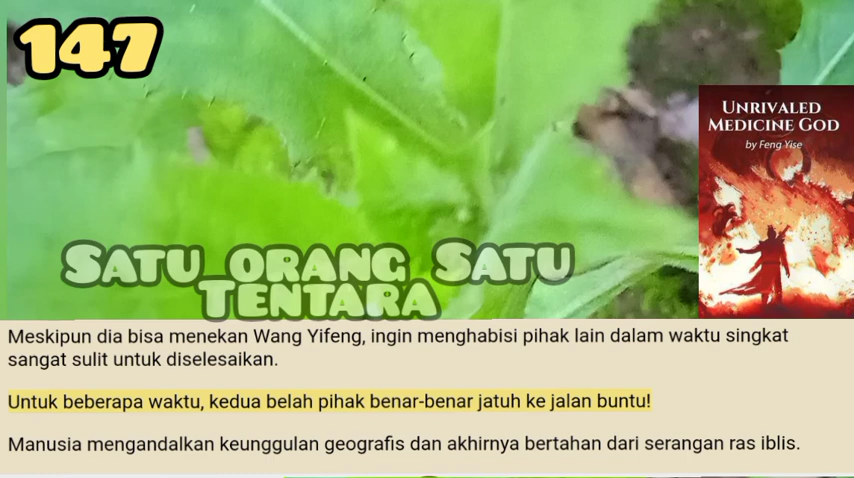 147
UNRIVALED
MEDICINE GOD
by Feng Yise
SATU ORANG SATU
TENTARA
Meskipun dia bisa menekan Wang Yifeng, ingin menghabisi pihak lain dalam waktu singkat
sangat sulit untuk diselesaikan.
Untuk beberapa waktu, kedua belah pihak benar-benar jatuh ke jalan buntu!
Manusia mengandalkan keunggulan geografis dan akhirnya bertahan dari serangan ras iblis.